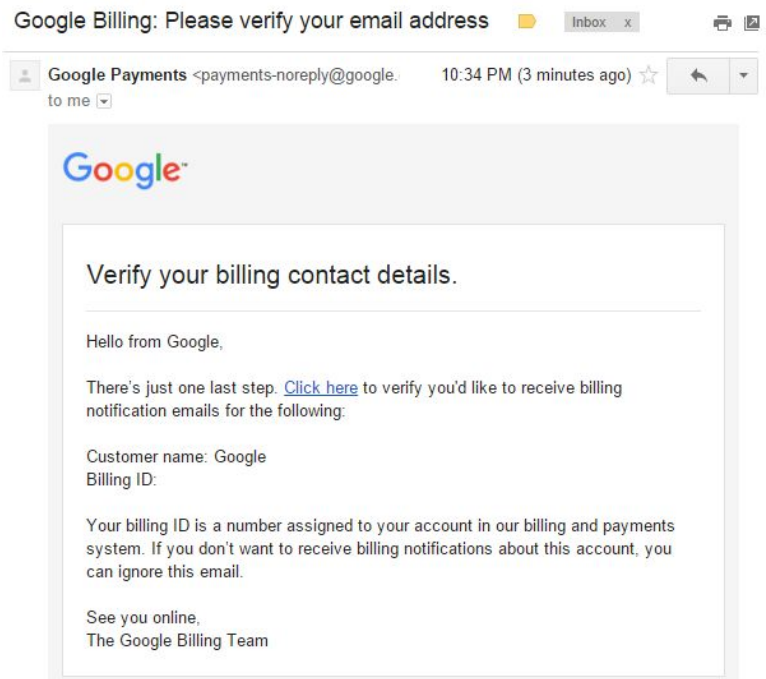 Google Billing: Please verify your email address
Inbox x
Google Payments <payments-noreply@google. 10:34 PM (3 minutes ago)
to me
Google™
Verify your billing contact details.
Hello from Google,
There's just one last step. Click here to verify you'd like to receive billing
notification emails for the following:
Customer name: Google
Billing ID:
Your billing ID is a number assigned to your account in our billing and payments
system. If you don't want to receive billing notifications about this account, you
can ignore this email.
See you online,
The Google Billing Team